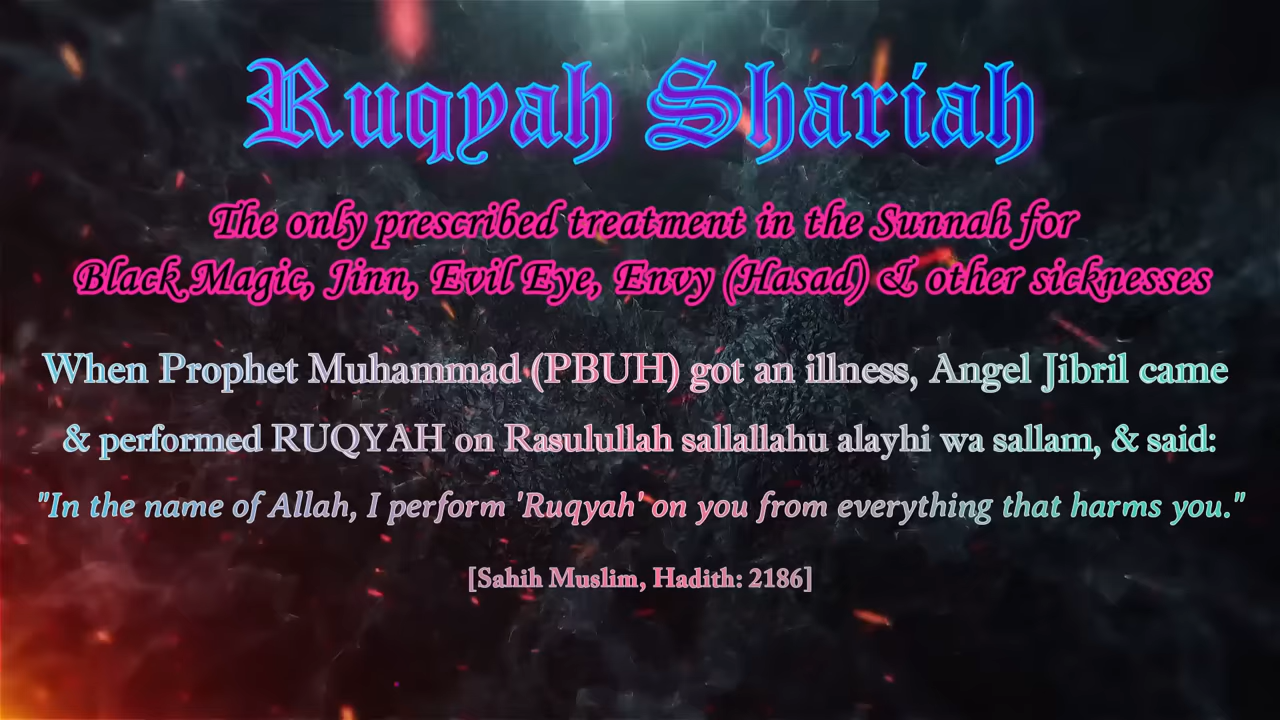 Ruqyah Shariah
The only prescribed treatment in the Sunnah for
Black Magic, Jinn, Evil Eye, Envy (Hasad) & other sicknesses
When Prophet Muhammad (PBUH) got an illness, Angel Jibril came
& performed RUQYAH on Rasulullah sallallahu alayhi wa sallam, & said:
"In the name of Allah, I perform 'Ruqyah' on you from everything that harms you."
[Sahih Muslim, Hadith: 2186]